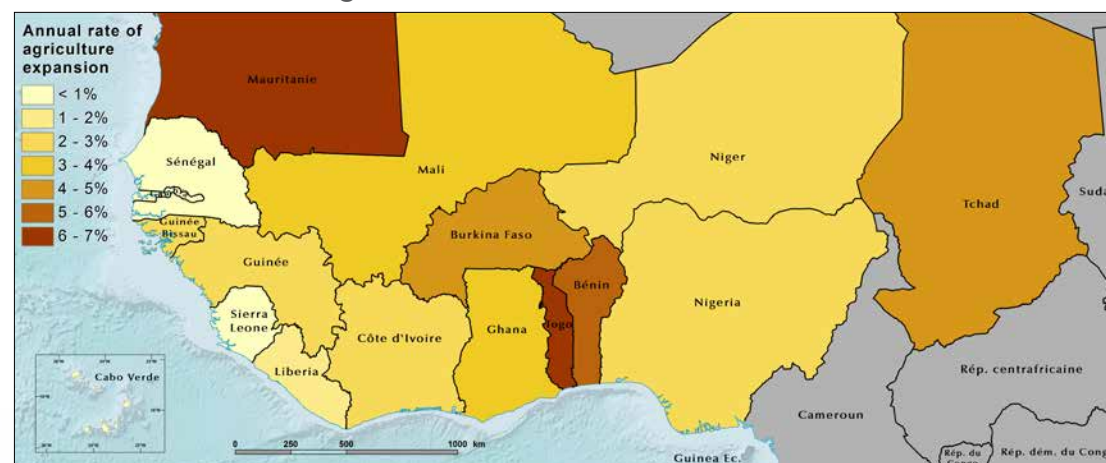 Annual rate of
agriculture
expansion
< 1%
1 - 2%
2 - 3%
3 - 4%
4 - 5%
5 - 6%
6 - 7%
Mauritanie
Sénégal
Mali
Niger
Tchad
Guinée
Bissau
Burkina Faso
Guinée
Bénin
Togo
Nigeria
Sierra
Leone
Côte d'Ivoire
Ghana
Liberia
Cabo Verde
Rép. centrafricaine
Cameroun
0 250 500 1000 km
Guinea Ec.
Rép. du
Rép. dém. du Cong